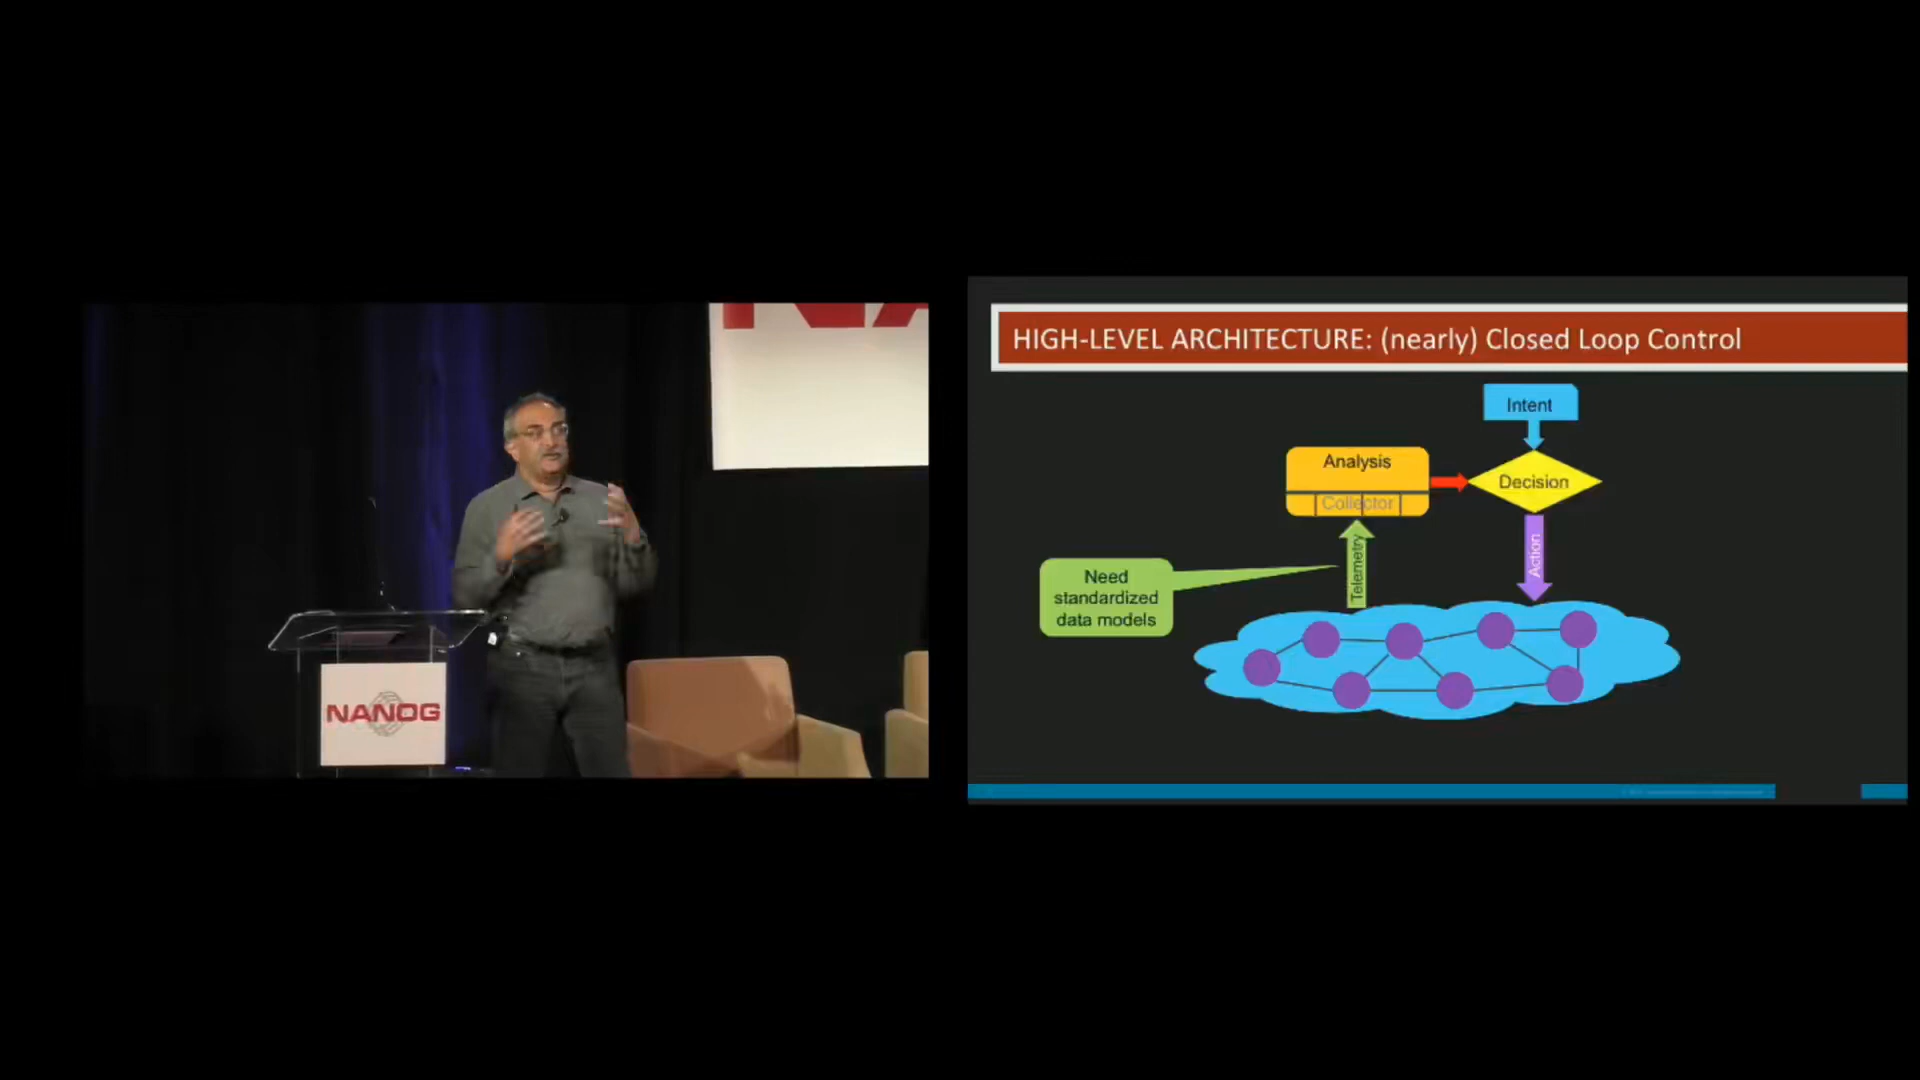 NANOG
HIGH-LEVEL ARCHITECTURE: (nearly) Closed Loop Control
Intent
Analysis
Decision
Collector
Telemetry
Action
Need
standardized
data models